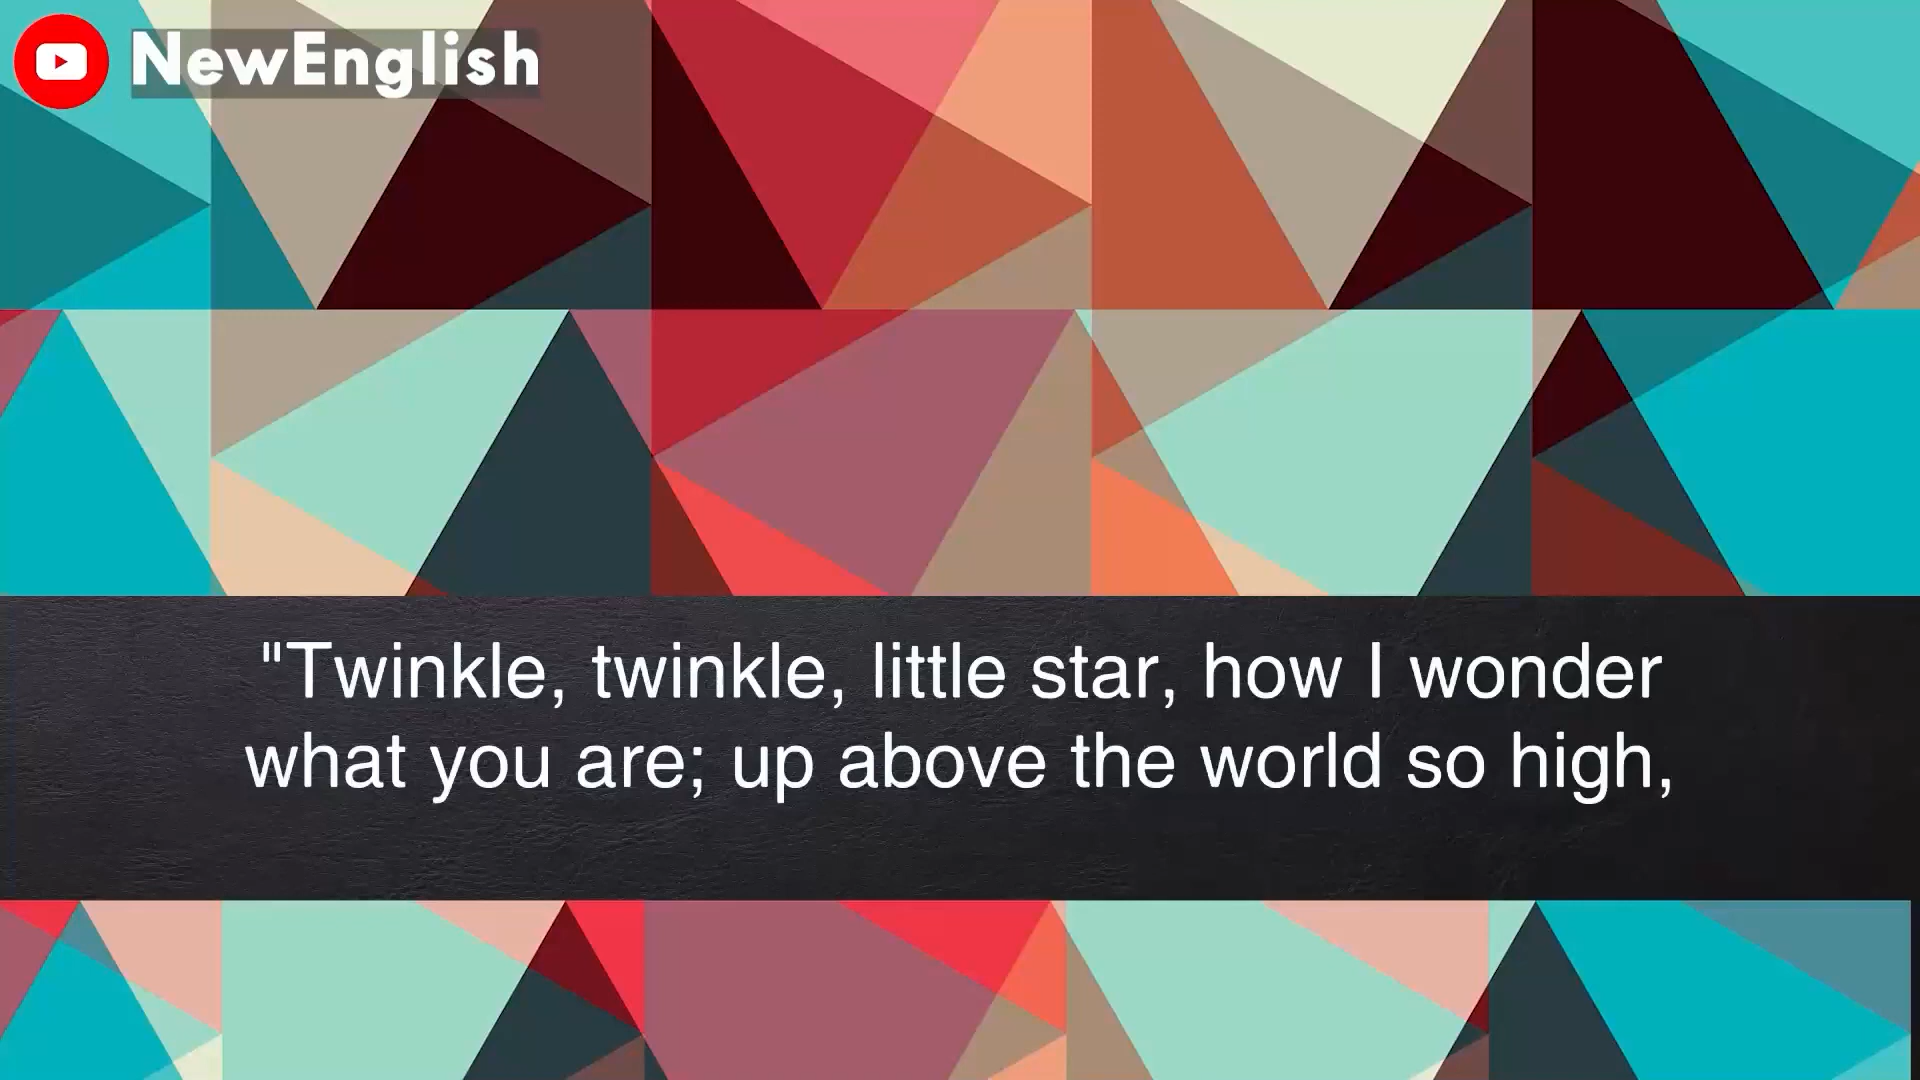 NewEnglish
"Twinkle, twinkle, little star, how I wonder
what you are; up above the world so high,